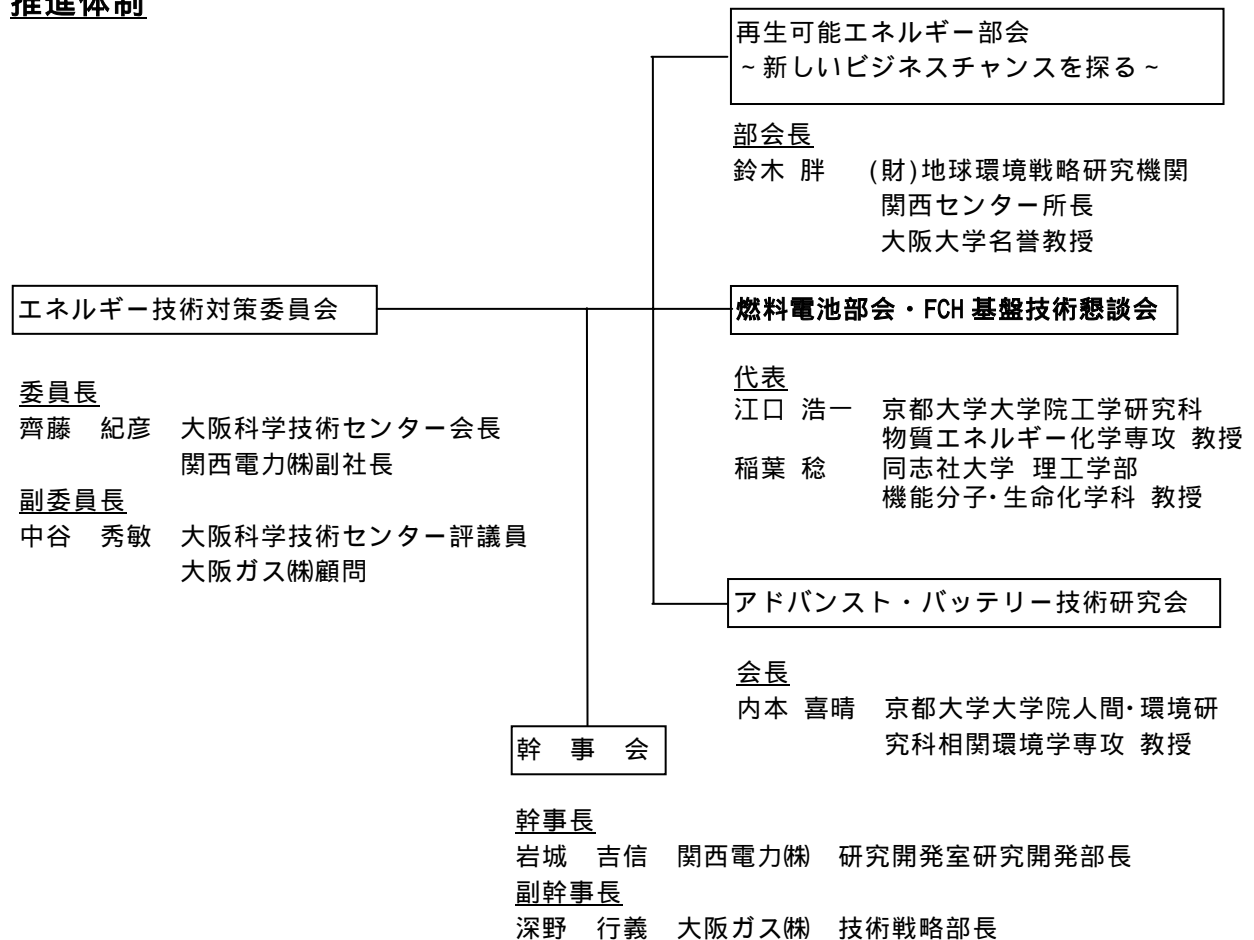 推進体制
再生可能エネルギー部会
~新しいビジネスチャンスを探る~
部会長
鈴木 胖 (財)地球環境戦略研究機関
関西センター所長
大阪大学名誉教授
エネルギー技術対策委員会
委員長
齊藤 紀彦 大阪科学技術センター会長
関西電力㈱副社長
副委員長
中谷 秀敏 大阪科学技術センター評議員
大阪ガス㈱顧問
燃料電池部会・FCH 基盤技術懇談会
代表
江口 浩一 京都大学大学院工学研究科
物質エネルギー化学専攻 教授
稲葉 稔 同志社大学 理工学部
機能分子・生命化学科 教授
アドバンスト・バッテリー技術研究会
会長
内本 喜晴 京都大学大学院人間・環境研
究科相関環境学専攻 教授
幹 事 会
幹事長
岩城 吉信 関西電力㈱ 研究開発室研究開発部長
副幹事長
深野 行義 大阪ガス㈱ 技術戦略部長